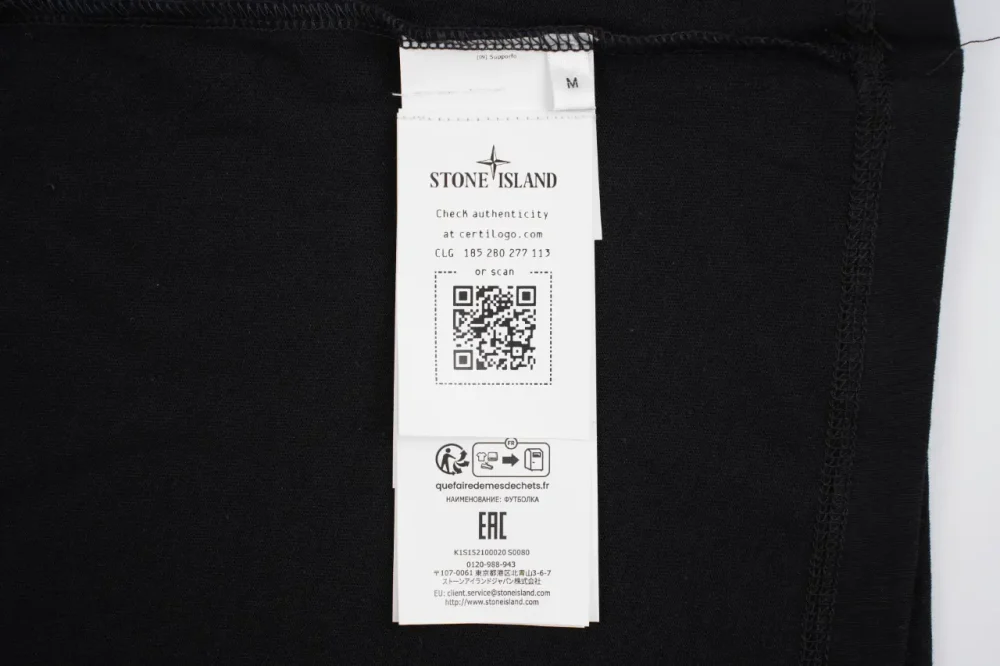 (IN) Supporto
M
STONE ISLAND
Check authenticity
at certilogo.com
CLG 185 280 277 113
or scan
FR
quefairedemesdechets.fr
НАИМЕНОВАНИЕ: ФУТБОЛКА
EAC
K1S152100020 S0080
0120-988-943
〒107-0061 東京都港区北青山3-6-7
ストーンアイランドジャパン株式会社
EU: client.service@stoneisland.com
http://www.stoneisland.com